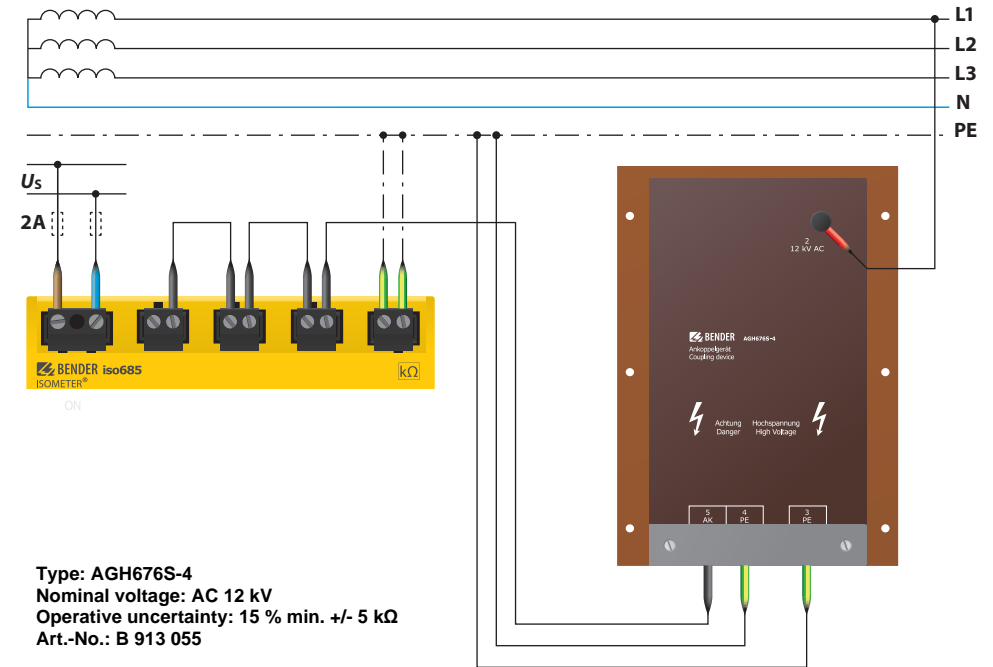 L1
L2
L3
N
PE
US
2A
2
12 kV AC
BENDER iso685
ISOMETER®
kΩ
ON
BENDER AGH676S-4
Ankoppelgerät
Coupling device
Achtung Hochspannung
Danger High Voltage
5 4 3
AK PE PE
Type: AGH676S-4
Nominal voltage: AC 12 kV
Operative uncertainty: 15 % min. +/- 5 kΩ
Art.-No.: B 913 055